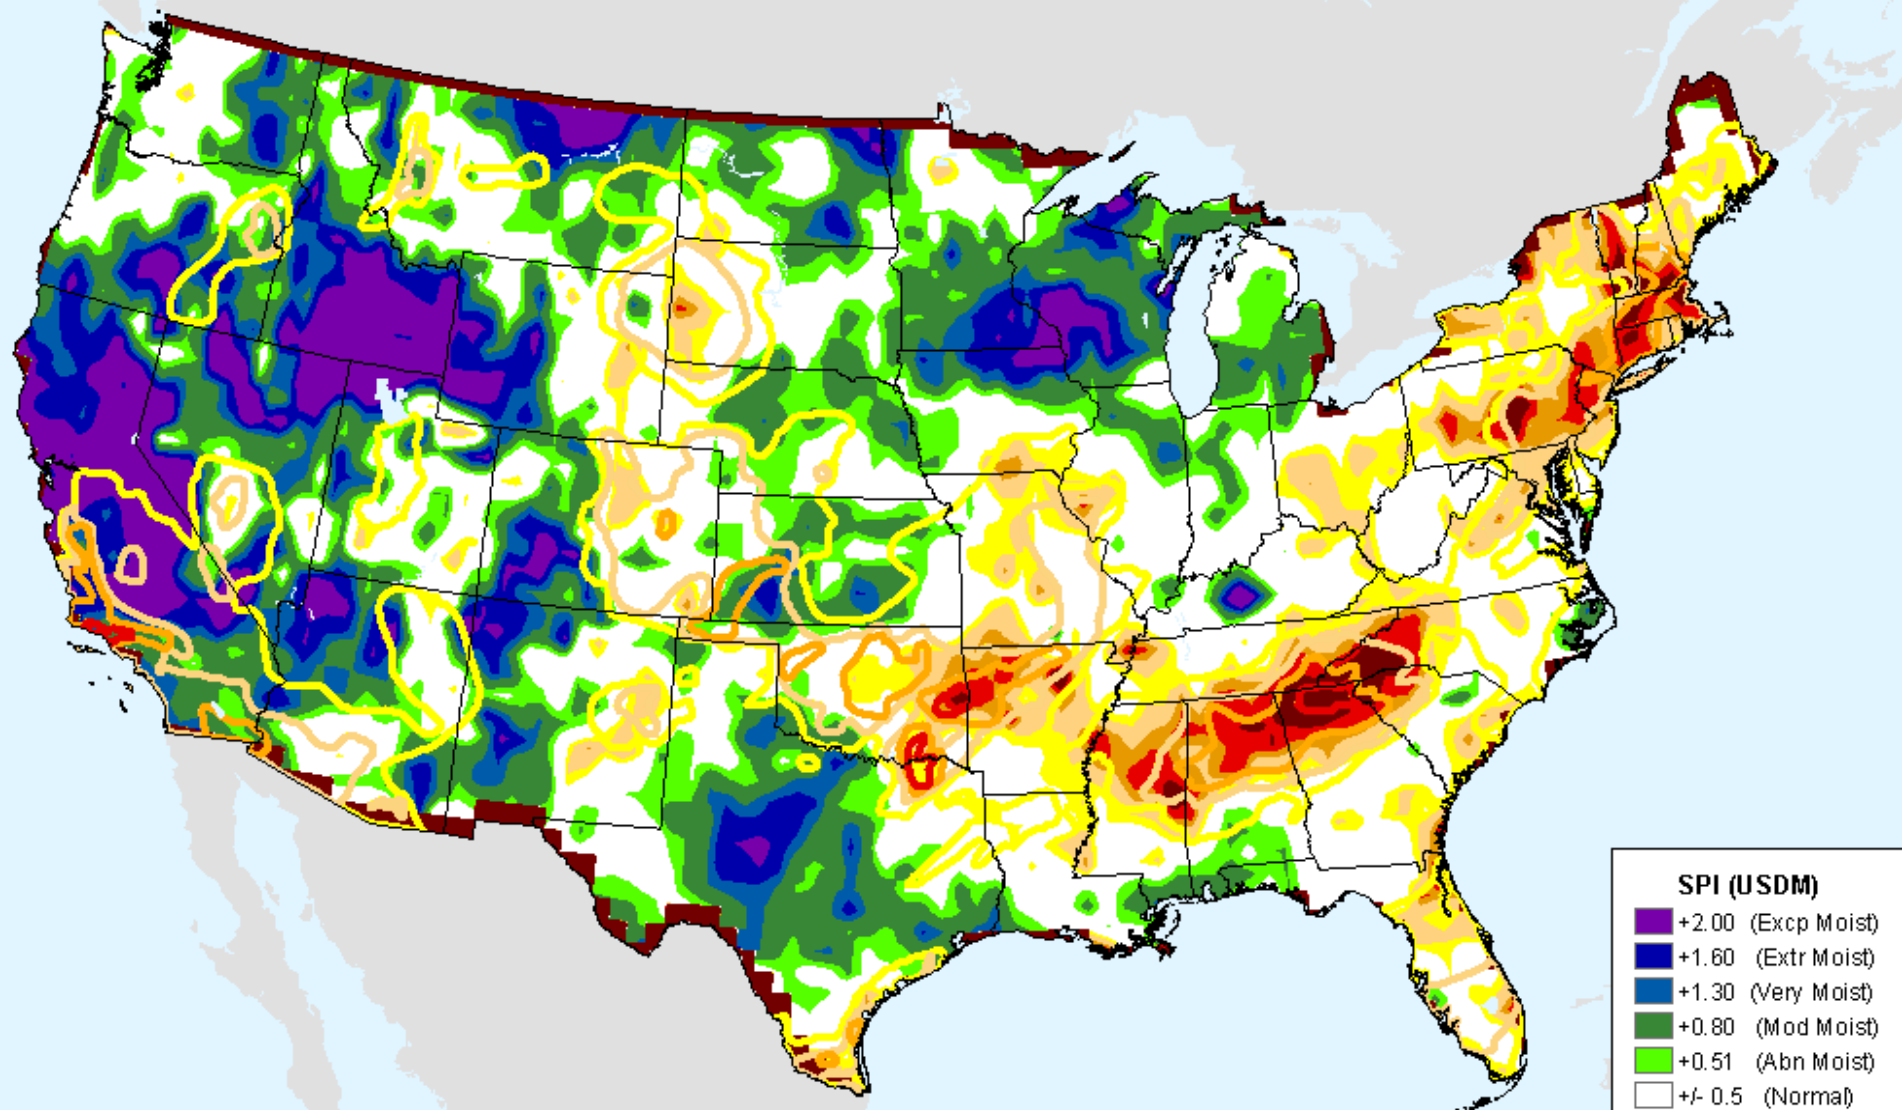 SPI (USDM)
+2.00 (Excp Moist)
+1.60 (Extr Moist)
+1.30 (Very Moist)
+0.80 (Mod Moist)
+0.51 (Abn Moist)
+/- 0.5 (Normal)